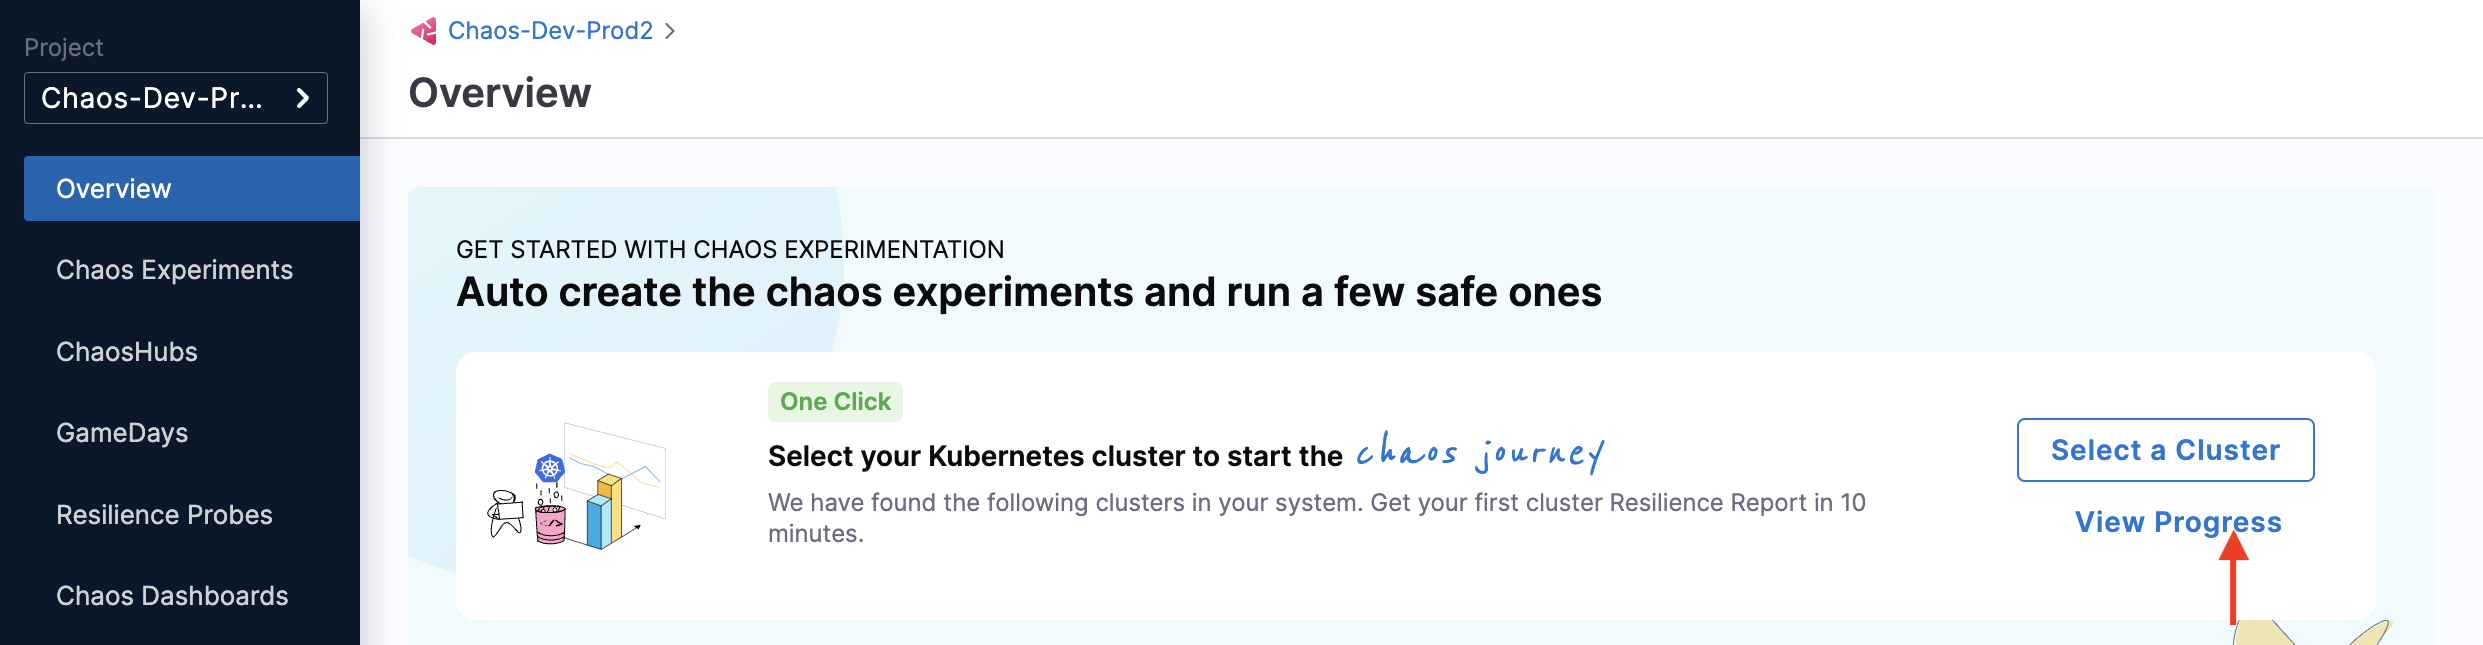 Project
Chaos-Dev-Pr...
Overview
Chaos Experiments
ChaosHubs
GameDays
Resilience Probes
Chaos Dashboards
Chaos-Dev-Prod2
Overview
GET STARTED WITH CHAOS EXPERIMENTATION
Auto create the chaos experiments and run a few safe ones
One Click
Select your Kubernetes cluster to start the chaos journey
We have found the following clusters in your system. Get your first cluster Resilience Report in 10
minutes.
</>
Select a Cluster
View Progress